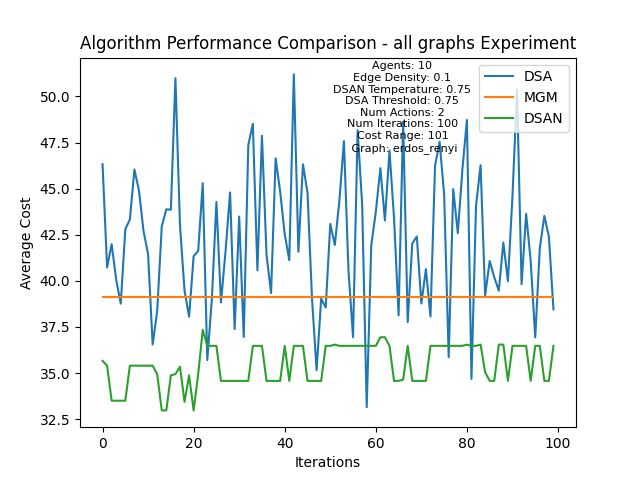 Algorithm Performance Comparison - all graphs Experiment
Agents: 10
Edge Density: 0.1
DSAN Temperature: 0.75
DSA Threshold: 0.75
Num Actions: 2
Num Iterations: 100
Cost Range: 101
Graph: erdos_renyi
DSA
MGM
DSAN
Average Cost
50.0
47.5
45.0
42.5
40.0
37.5
35.0
32.5
0
20
40
60
80
100
Iterations